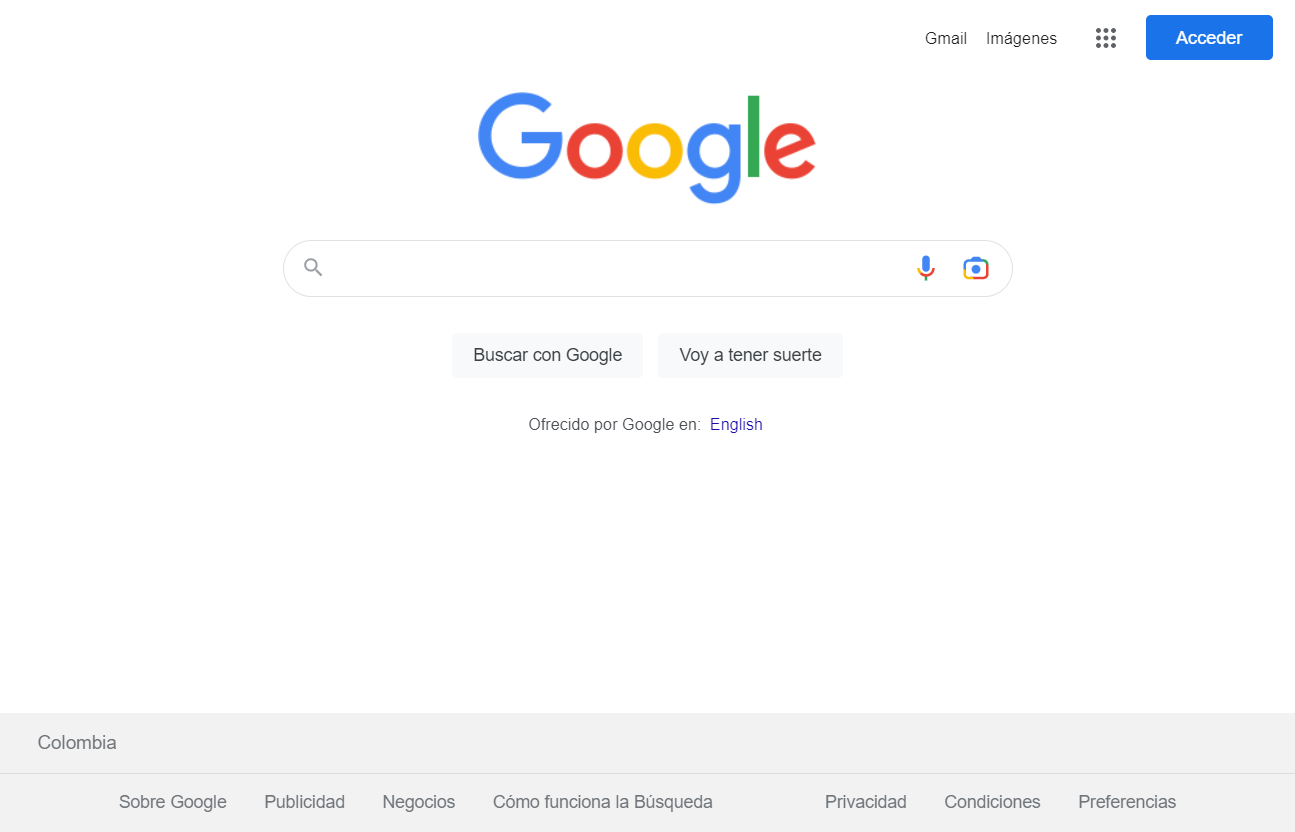 Gmail Imágenes Acceder
Google
Buscar con Google Voy a tener suerte
Ofrecido por Google en: English
Colombia
Sobre Google Publicidad Negocios Cómo funciona la Búsqueda Privacidad Condiciones Preferencias